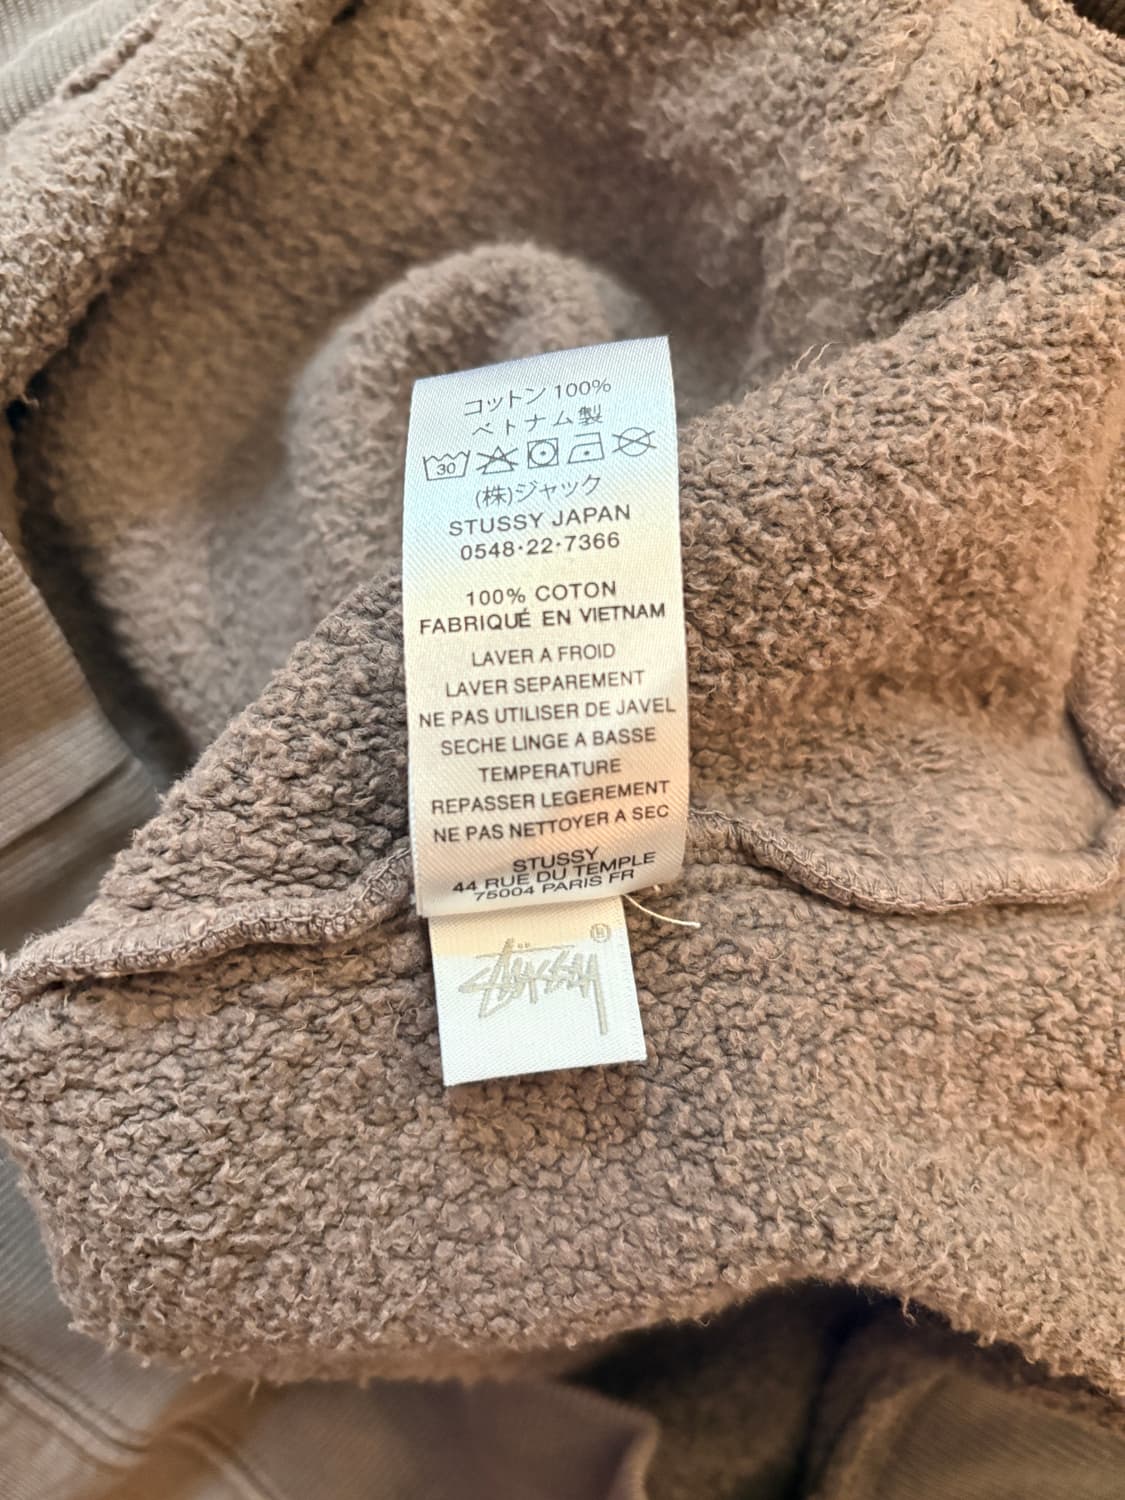 コットン 100%
ベトナム製
30
(株)ジャック
STUSSY JAPAN
0548·22·7366
100% COTON
FABRIQUÉ EN VIETNAM
LAVER A FROID
LAVER SEPAREMENT
NE PAS UTILISER DE JAVEL
SECHE LINGE A BASSE
TEMPERATURE
REPASSER LEGEREMENT
NE PAS NETTOYER A SEC
STUSSY
44 RUE DU TEMPLE
75004 PARIS FR
Stüssy ®